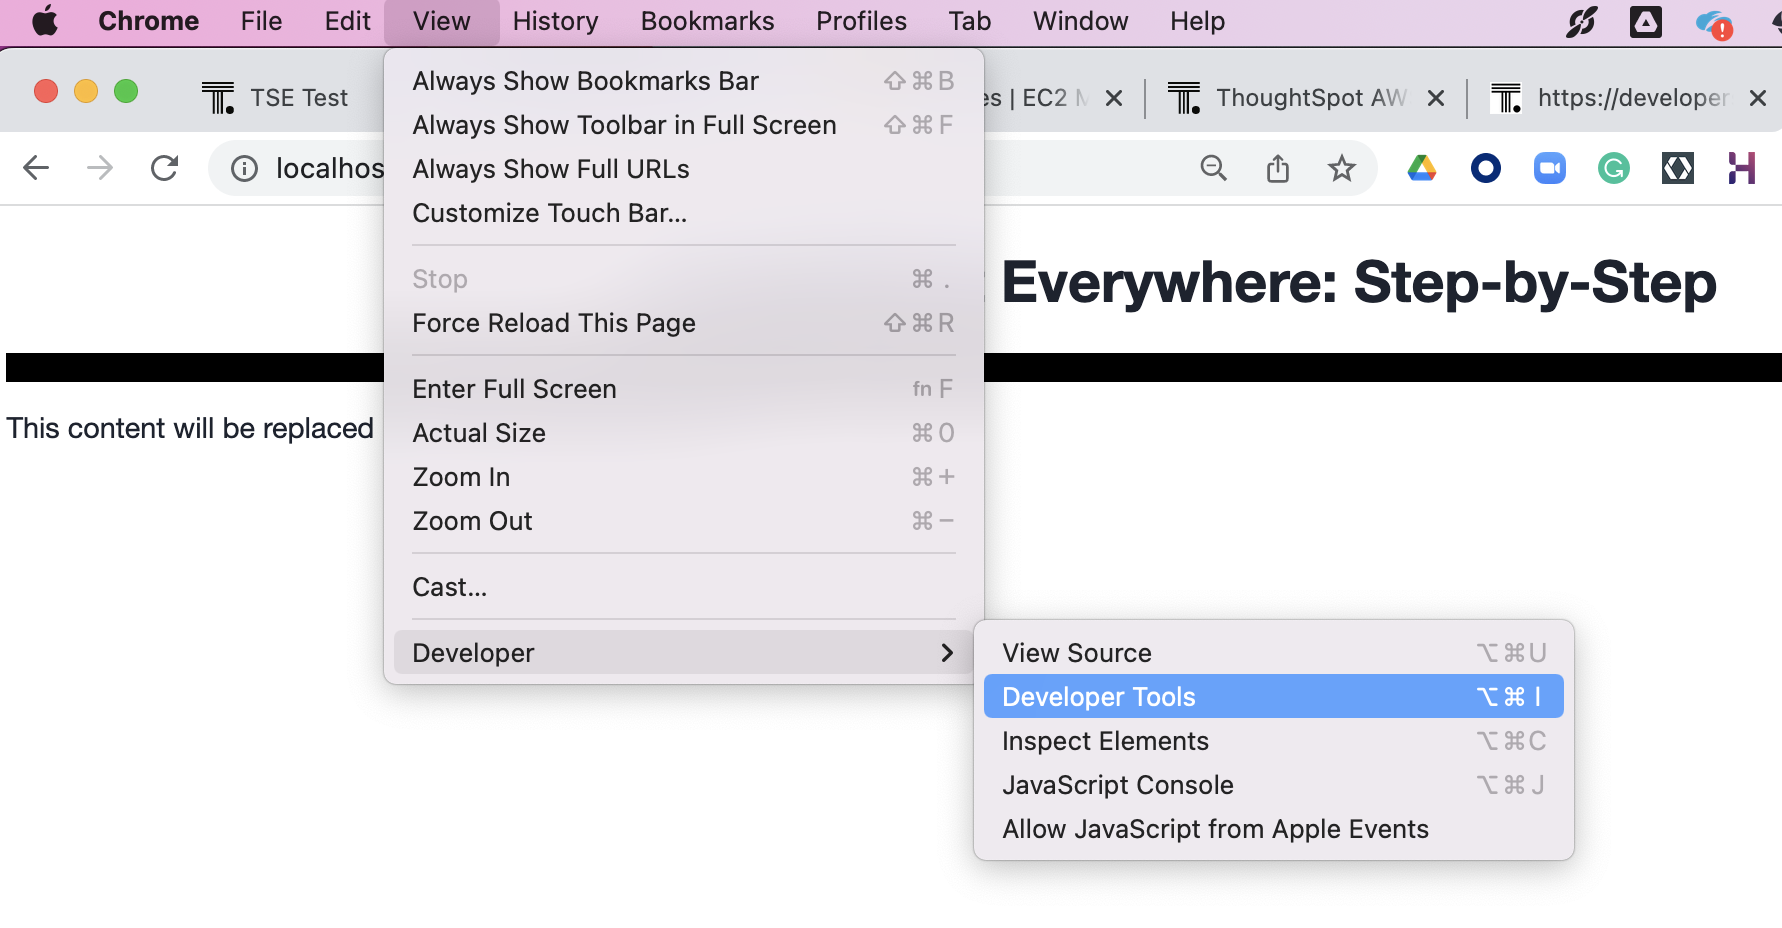 Chrome File Edit View History Bookmarks Profiles Tab Window Help
TSE Test
es | EC2 M
ThoughtSpot AW
https://developer
localhos
Always Show Bookmarks Bar ⇧⌘B
Always Show Toolbar in Full Screen ⇧⌘F
Always Show Full URLs
Customize Touch Bar...
Stop ⌘ .
Force Reload This Page ⇧⌘R
Enter Full Screen fn F
Actual Size ⌘0
Zoom In ⌘+
Zoom Out ⌘−
Cast...
Developer
View Source ⌥⌘U
Developer Tools ⌥⌘I
Inspect Elements ⌥⌘C
JavaScript Console ⌥⌘J
Allow JavaScript from Apple Events
Everywhere: Step-by-Step
This content will be replaced